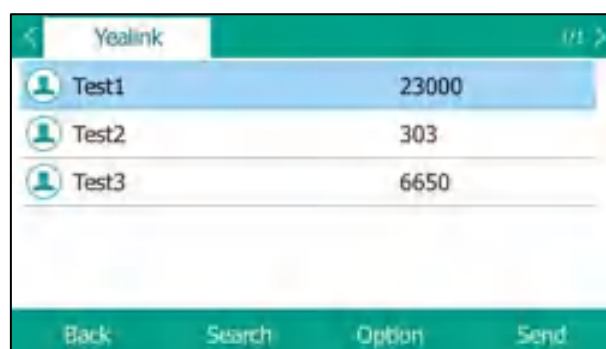 < Yealink 1/1 >
Test1 23000
Test2 303
Test3 6650
Back Search Option Send